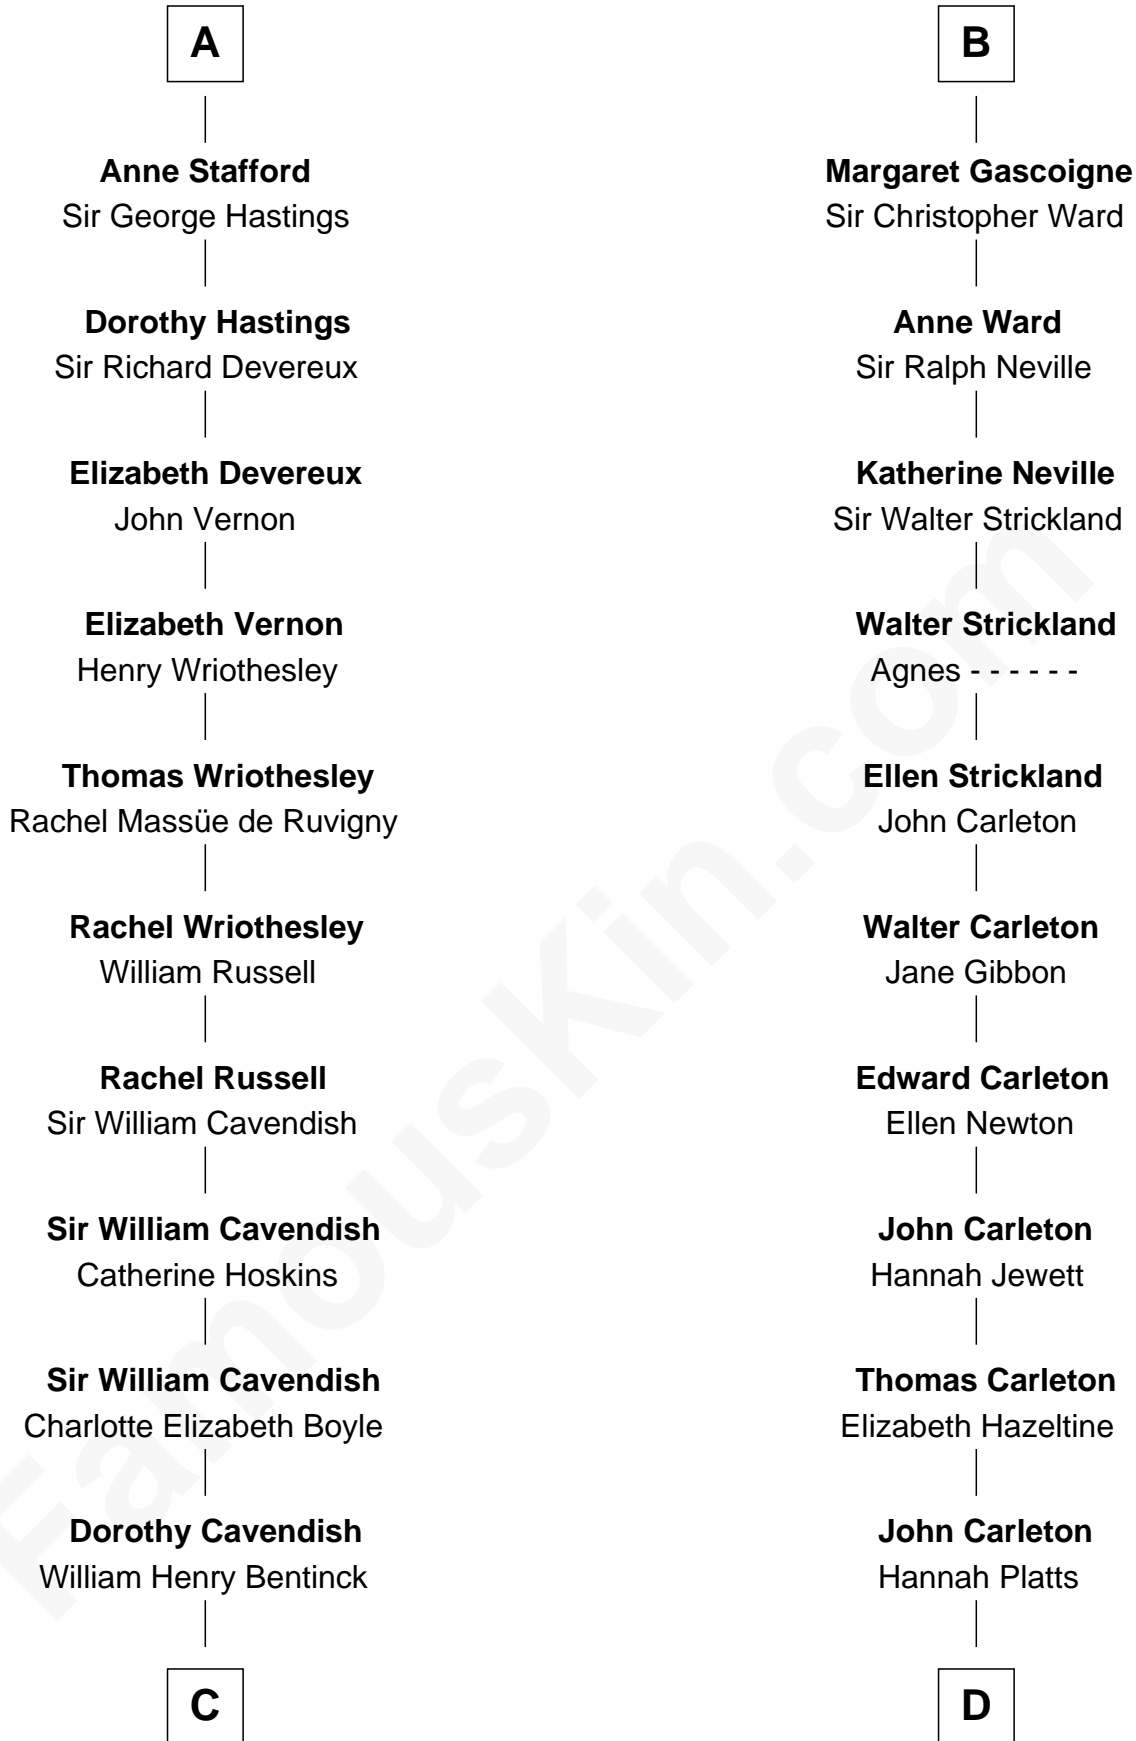 A
Anne Stafford
Sir George Hastings
Dorothy Hastings
Sir Richard Devereux
Elizabeth Devereux
John Vernon
Elizabeth Vernon
Henry Wriothesley
Thomas Wriothesley
Rachel Massüe de Ruvigny
Rachel Wriothesley
William Russell
Rachel Russell
Sir William Cavendish
Sir William Cavendish
Catherine Hoskins
Sir William Cavendish
Charlotte Elizabeth Boyle
Dorothy Cavendish
William Henry Bentinck
C
B
Margaret Gascoigne
Sir Christopher Ward
Anne Ward
Sir Ralph Neville
Katherine Neville
Sir Walter Strickland
Walter Strickland
Agnes - - - - - -
Ellen Strickland
John Carleton
Walter Carleton
Jane Gibbon
Edward Carleton
Ellen Newton
John Carleton
Hannah Jewett
Thomas Carleton
Elizabeth Hazeltine
John Carleton
Hannah Platts
D
FamousKin.com